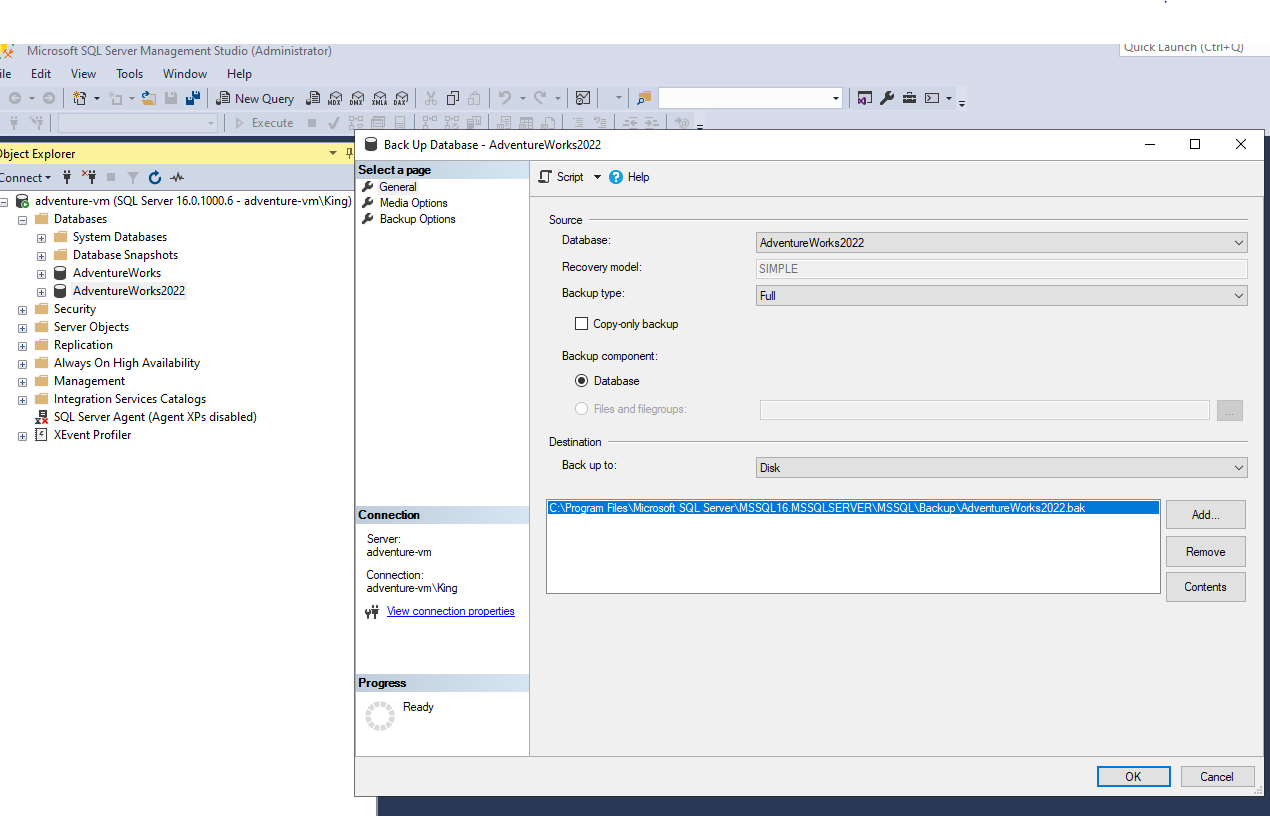 Microsoft SQL Server Management Studio (Administrator)
Quick Launch (Ctrl+Q)
ile Edit View Tools Window Help
New Query MDX DMX XMLA DAX
Execute
Object Explorer
Connect
adventure-vm (SQL Server 16.0.1000.6 - adventure-vm\King)
Databases
System Databases
Database Snapshots
AdventureWorks
AdventureWorks2022
Security
Server Objects
Replication
Always On High Availability
Management
Integration Services Catalogs
SQL Server Agent (Agent XPs disabled)
XEvent Profiler
Back Up Database - AdventureWorks2022
Select a page
General
Media Options
Backup Options
Connection
Server:
adventure-vm
Connection:
adventure-vm\King
View connection properties
Progress
Ready
Script Help
Source
Database: AdventureWorks2022
Recovery model: SIMPLE
Backup type: Full
Copy-only backup
Backup component:
Database
Files and filegroups: ...
Destination
Back up to: Disk
C:\Program Files\Microsoft SQL Server\MSSQL16.MSSQLSERVER\MSSQL\Backup\AdventureWorks2022.bak
Add...
Remove
Contents
OK Cancel